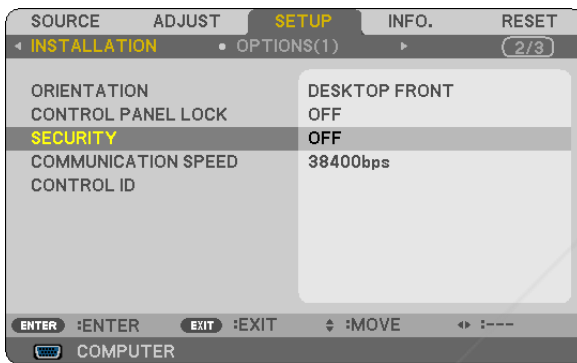 SOURCE ADJUST SETUP INFO. RESET
INSTALLATION OPTIONS(1) 2/3
ORIENTATION DESKTOP FRONT
CONTROL PANEL LOCK OFF
SECURITY OFF
COMMUNICATION SPEED 38400bps
CONTROL ID
ENTER :ENTER EXIT :EXIT :MOVE :---
COMPUTER